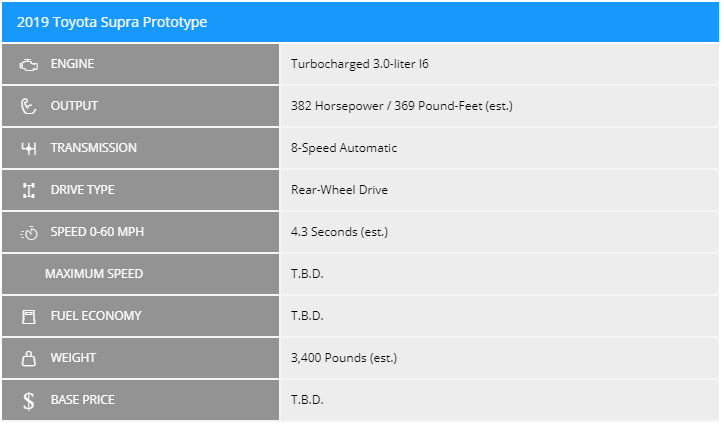 2019 Toyota Supra Prototype
ENGINE Turbocharged 3.0-liter I6
OUTPUT 382 Horsepower / 369 Pound-Feet (est.)
TRANSMISSION 8-Speed Automatic
DRIVE TYPE Rear-Wheel Drive
SPEED 0-60 MPH 4.3 Seconds (est.)
MAXIMUM SPEED T.B.D.
FUEL ECONOMY T.B.D.
WEIGHT 3,400 Pounds (est.)
$ BASE PRICE T.B.D.